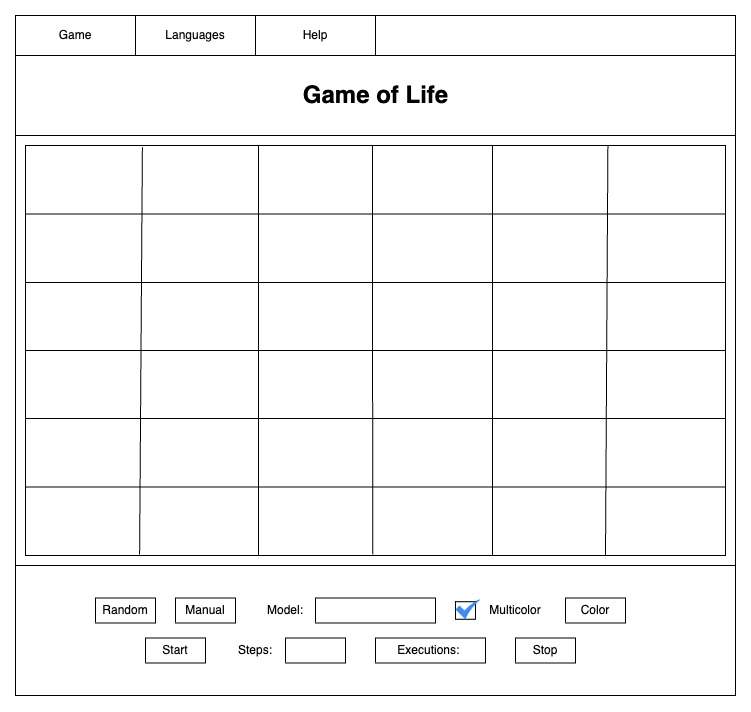 Game Languages Help
Game of Life
Random Manual Model: Multicolor Color
Start Steps: Executions: Stop